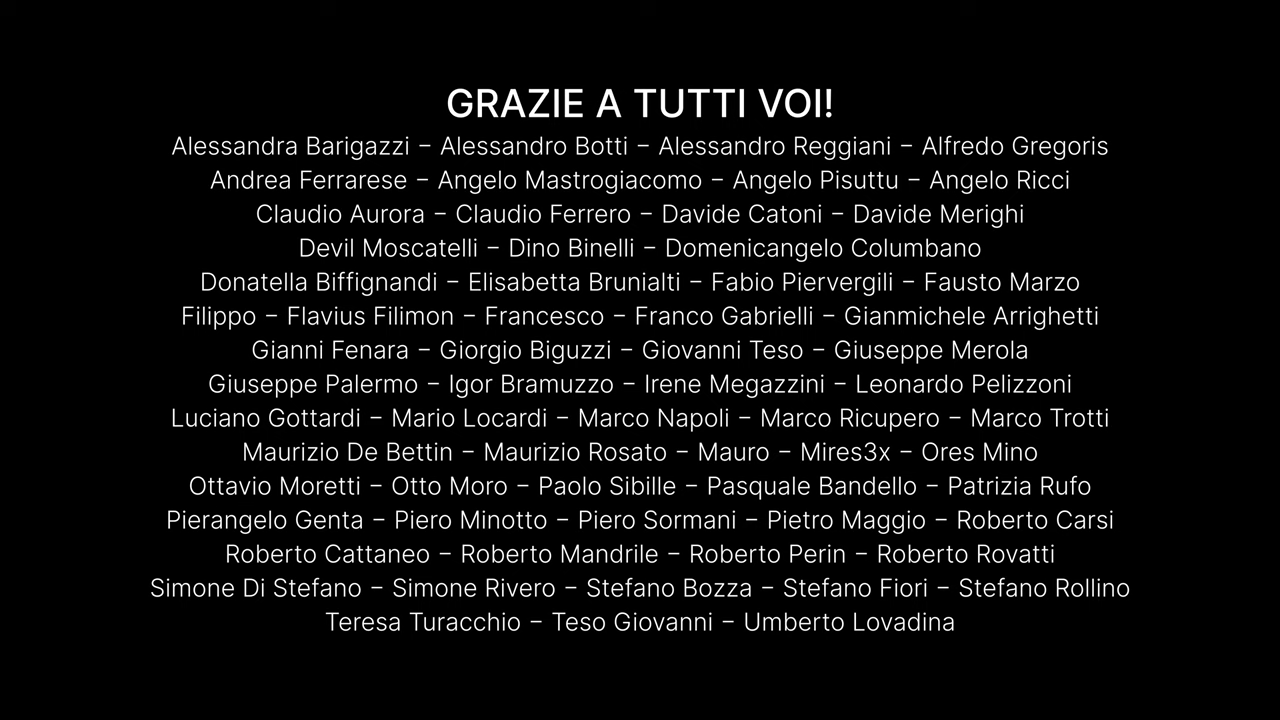 GRAZIE A TUTTI VOI!
Alessandra Barigazzi – Alessandro Botti – Alessandro Reggiani – Alfredo Gregoris
Andrea Ferrarese – Angelo Mastrogiacomo – Angelo Pisuttu – Angelo Ricci
Claudio Aurora – Claudio Ferrero – Davide Catoni – Davide Merighi
Devil Moscatelli – Dino Binelli – Domenicangelo Columbano
Donatella Biffignandi – Elisabetta Brunialti – Fabio Piervergili – Fausto Marzo
Filippo – Flavius Filimon – Francesco – Franco Gabrielli – Gianmichele Arrighetti
Gianni Fenara – Giorgio Biguzzi – Giovanni Teso – Giuseppe Merola
Giuseppe Palermo – Igor Bramuzzo – Irene Megazzini – Leonardo Pelizzoni
Luciano Gottardi – Mario Locardi – Marco Napoli – Marco Ricupero – Marco Trotti
Maurizio De Bettin – Maurizio Rosato – Mauro – Mires3x – Ores Mino
Ottavio Moretti – Otto Moro – Paolo Sibille – Pasquale Bandello – Patrizia Rufo
Pierangelo Genta – Piero Minotto – Piero Sormani – Pietro Maggio – Roberto Carsi
Roberto Cattaneo – Roberto Mandrile – Roberto Perin – Roberto Rovatti
Simone Di Stefano – Simone Rivero – Stefano Bozza – Stefano Fiori – Stefano Rollino
Teresa Turacchio – Teso Giovanni – Umberto Lovadina